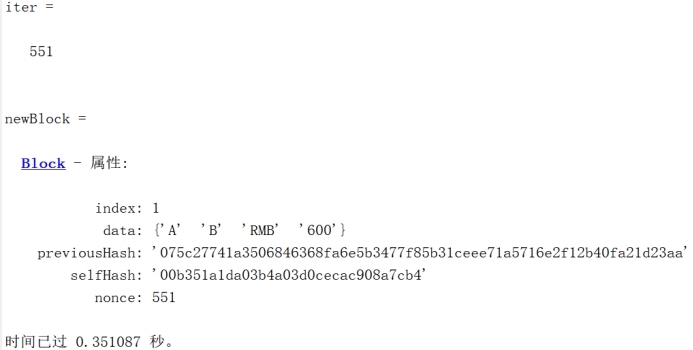 iter =
551
newBlock =
Block - 属性:
index: 1
data: {'A' 'B' 'RMB' '600'}
previousHash: '075c27741a3506846368fa6e5b3477f85b31ceee71a5716e2f12b40fa21d23aa'
selfHash: '00b351a1da03b4a03d0cecac908a7cb4'
nonce: 551
时间已过 0.351087 秒。